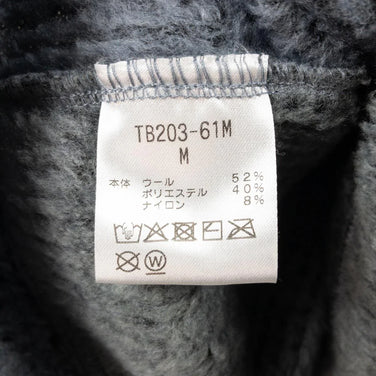 TB203-61M
M
本体 ウール 52%
ポリエステル 40%
ナイロン 8%
W